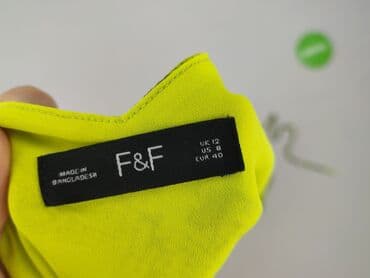 MADE IN
BANGLADESH
F&F
UK 12
US 8
EUR 40